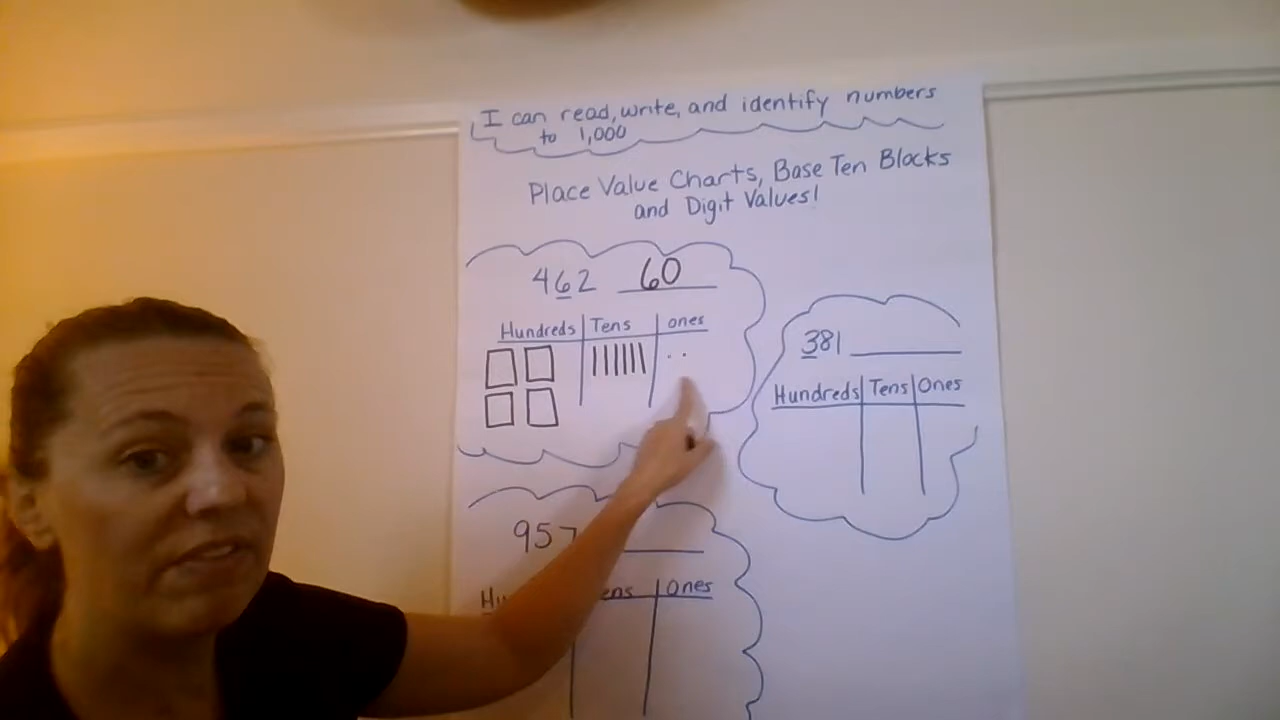 I can read, write, and identify numbers
to 1,000
Place Value Charts, Base Ten Blocks
and Digit Values!
462 60
Hundreds Tens ones
381
Hundreds Tens Ones
957
Ones